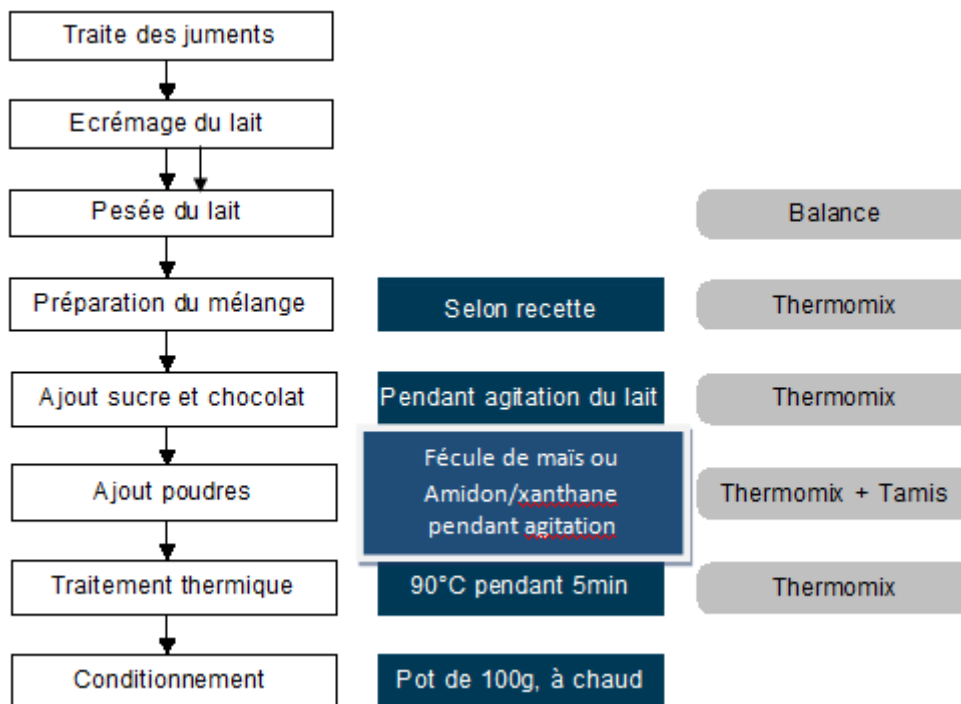 Traite des juments
Ecrémage du lait
Pesée du lait
Balance
Préparation du mélange
Selon recette
Thermomix
Ajout sucre et chocolat
Pendant agitation du lait
Thermomix
Ajout poudres
Fécule de maïs ou
Amidon/xanthane
pendant agitation
Thermomix + Tamis
Traitement thermique
90°C pendant 5min
Thermomix
Conditionnement
Pot de 100g, à chaud